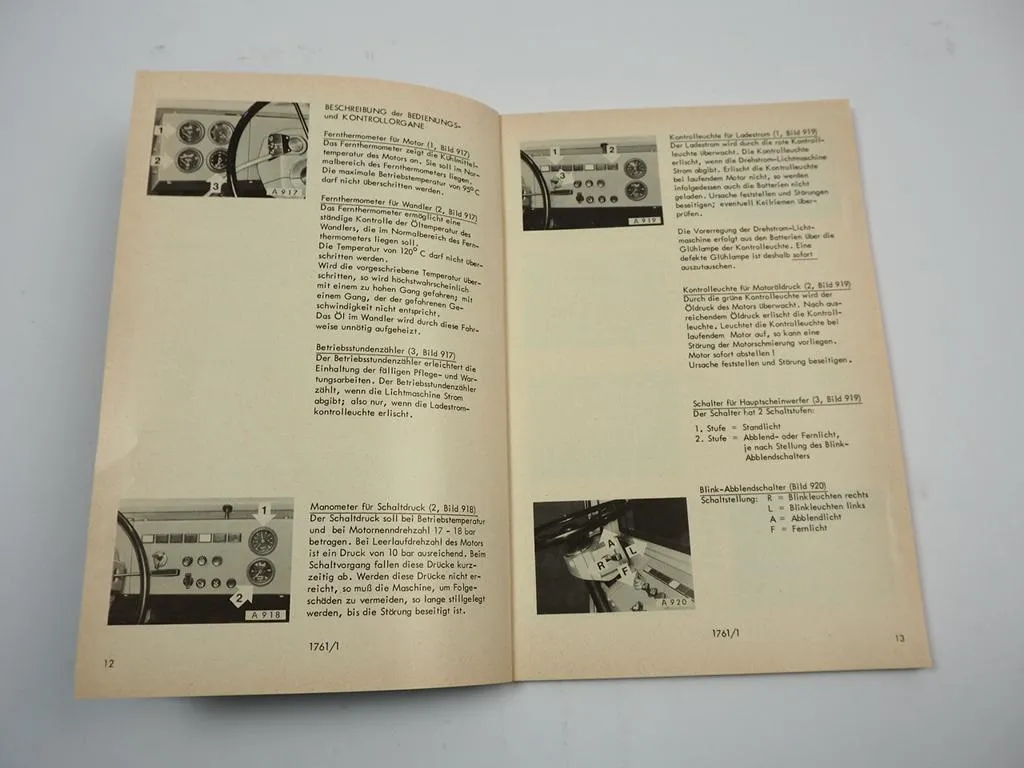 BESCHREIBUNG der BEDIENUNGS-
und KONTROLLORGANE
Fernthermometer für Motor (1, Bild 917)
Das Fernthermometer zeigt die Kühlmittel-
temperatur des Motors an. Sie soll im Nor-
malbereich des Fernthermometers liegen.
Die maximale Betriebstemperatur von 95°C
darf nicht überschritten werden.
Fernthermometer für Wandler (2, Bild 917)
Das Fernthermometer ermöglicht eine
ständige Kontrolle der Öltemperatur des
Wandlers, die im Normalbereich des Fern-
thermometers liegen soll.
Die Temperatur von 120° C darf nicht über-
schritten werden.
Wird die vorgeschriebene Temperatur über-
schritten, so wird höchstwahrscheinlich
mit einem zu hohen Gang gefahren; mit
einem Gang, der der gefahrenen Ge-
schwindigkeit nicht entspricht.
Das Öl im Wandler wird durch diese Fahr-
weise unnötig aufgeheizt.
Betriebsstundenzähler (3, Bild 917)
Der Betriebsstundenzähler erleichtert die
Einhaltung der fälligen Pflege- und War-
tungsarbeiten. Der Betriebsstundenzähler
zählt, wenn die Lichtmaschine Strom
abgibt; also nur, wenn die Ladestrom-
kontrolleuchte erlischt.
Manometer für Schaltdruck (2, Bild 918)
Der Schaltdruck soll bei Betriebstemperatur
und bei Motornenndrehzahl 17 - 18 bar
betragen. Bei Leerlaufdrehzahl des Motors
ist ein Druck von 10 bar ausreichend. Beim
Schaltvorgang fallen diese Drücke kurz-
zeitig ab. Werden diese Drücke nicht er-
reicht, so muß die Maschine, um Folge-
schäden zu vermeiden, so lange stillgelegt
werden, bis die Störung beseitigt ist.
1
2
3
A 917
1
2
A 918
1761/1
12
Kontrolleuchte für Ladestrom (1, Bild 919)
Der Ladestrom wird durch die rote Kontroll-
leuchte überwacht. Die Kontrolleuchte
erlischt, wenn die Drehstrom-Lichtmaschine
Strom abgibt. Erlischt die Kontrolleuchte
bei laufendem Motor nicht, so werden
infolgedessen auch die Batterien nicht
geladen. Ursache feststellen und Störungen
beseitigen; eventuell Keilriemen über-
prüfen.
Die Vorerregung der Drehstrom-Licht-
maschine erfolgt aus den Batterien über die
Glühlampe der Kontrolleuchte. Eine
defekte Glühlampe ist deshalb sofort
auszutauschen.
Kontrolleuchte für Motoröldruck (2, Bild 919)
Durch die grüne Kontrolleuchte wird der
Öldruck des Motors überwacht. Nach aus-
reichendem Öldruck erlischt die Kontroll-
leuchte. Leuchtet die Kontrolleuchte bei
laufendem Motor auf, so kann eine
Störung der Motorschmierung vorliegen.
Motor sofort abstellen !
Ursache feststellen und Störung beseitigen.
Schalter für Hauptscheinwerfer (3, Bild 919)
Der Schalter hat 2 Schaltstufen:
1. Stufe = Standlicht
2. Stufe = Abblend- oder Fernlicht,
je nach Stellung des Blink-
Abblendschalters
Blink-Abblendschalter (Bild 920)
Schaltstellung: R = Blinkleuchten rechts
L = Blinkleuchten links
A = Abblendlicht
F = Fernlicht
1
2
3
A 919
A
L
R
F
A 920
1761/1
13